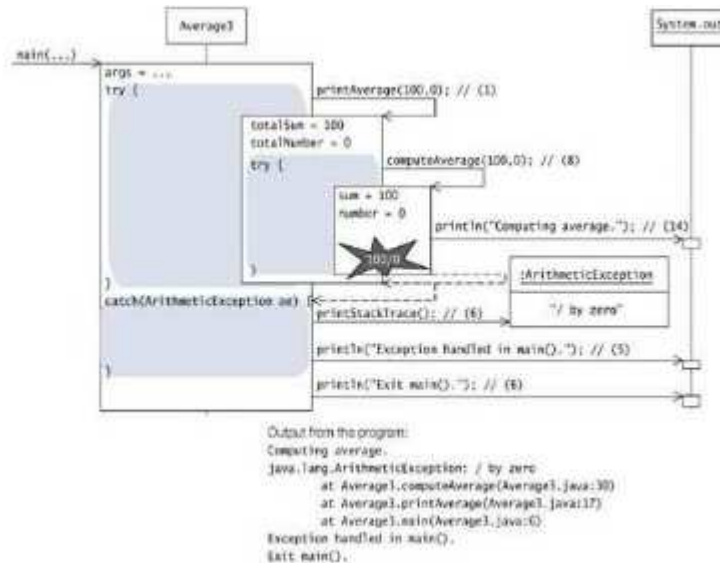 Average3
System.out
main(...)
args = ...
try {
printAverage(100,0); // (1)
totalSum = 100
totalNumber = 0
try {
computeAverage(100,0); // (8)
sum = 100
number = 0
println("Computing average."); // (14)
100/0
}
:ArithmeticException
"/ by zero"
}
catch(ArithmeticException ae) {
printStackTrace(); // (6)
println("Exception handled in main()."); // (5)
}
println("Exit main()."); // (6)
Output from the program:
Computing average.
java.lang.ArithmeticException: / by zero
at Average3.computeAverage(Average3.java:30)
at Average3.printAverage(Average3.java:17)
at Average3.main(Average3.java:6)
Exception handled in main().
Exit main().